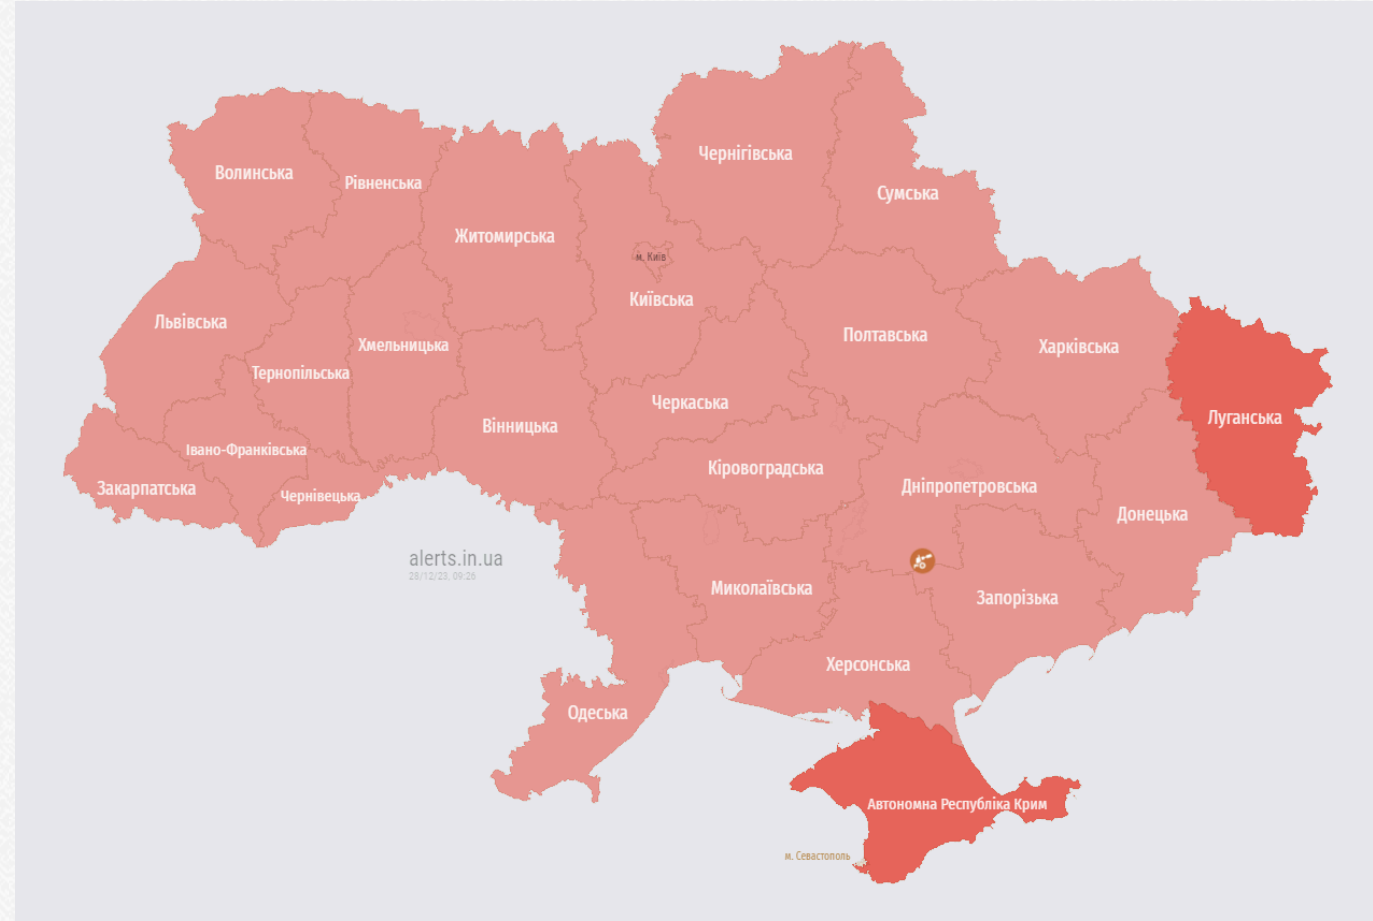 Чернігівська
Волинська
Рівненська
Сумська
Житомирська
м. Київ
Київська
Львівська
Полтавська
Хмельницька
Харківська
Тернопільська
Черкаська
Луганська
Вінницька
Івано-Франківська
Кіровоградська
Закарпатська
Чернівецька
Дніпропетровська
Донецька
alerts.in.ua
28/12/23, 09:26
Миколаївська
Запорізька
Херсонська
Одеська
Автономна Республіка Крим
м. Севастополь